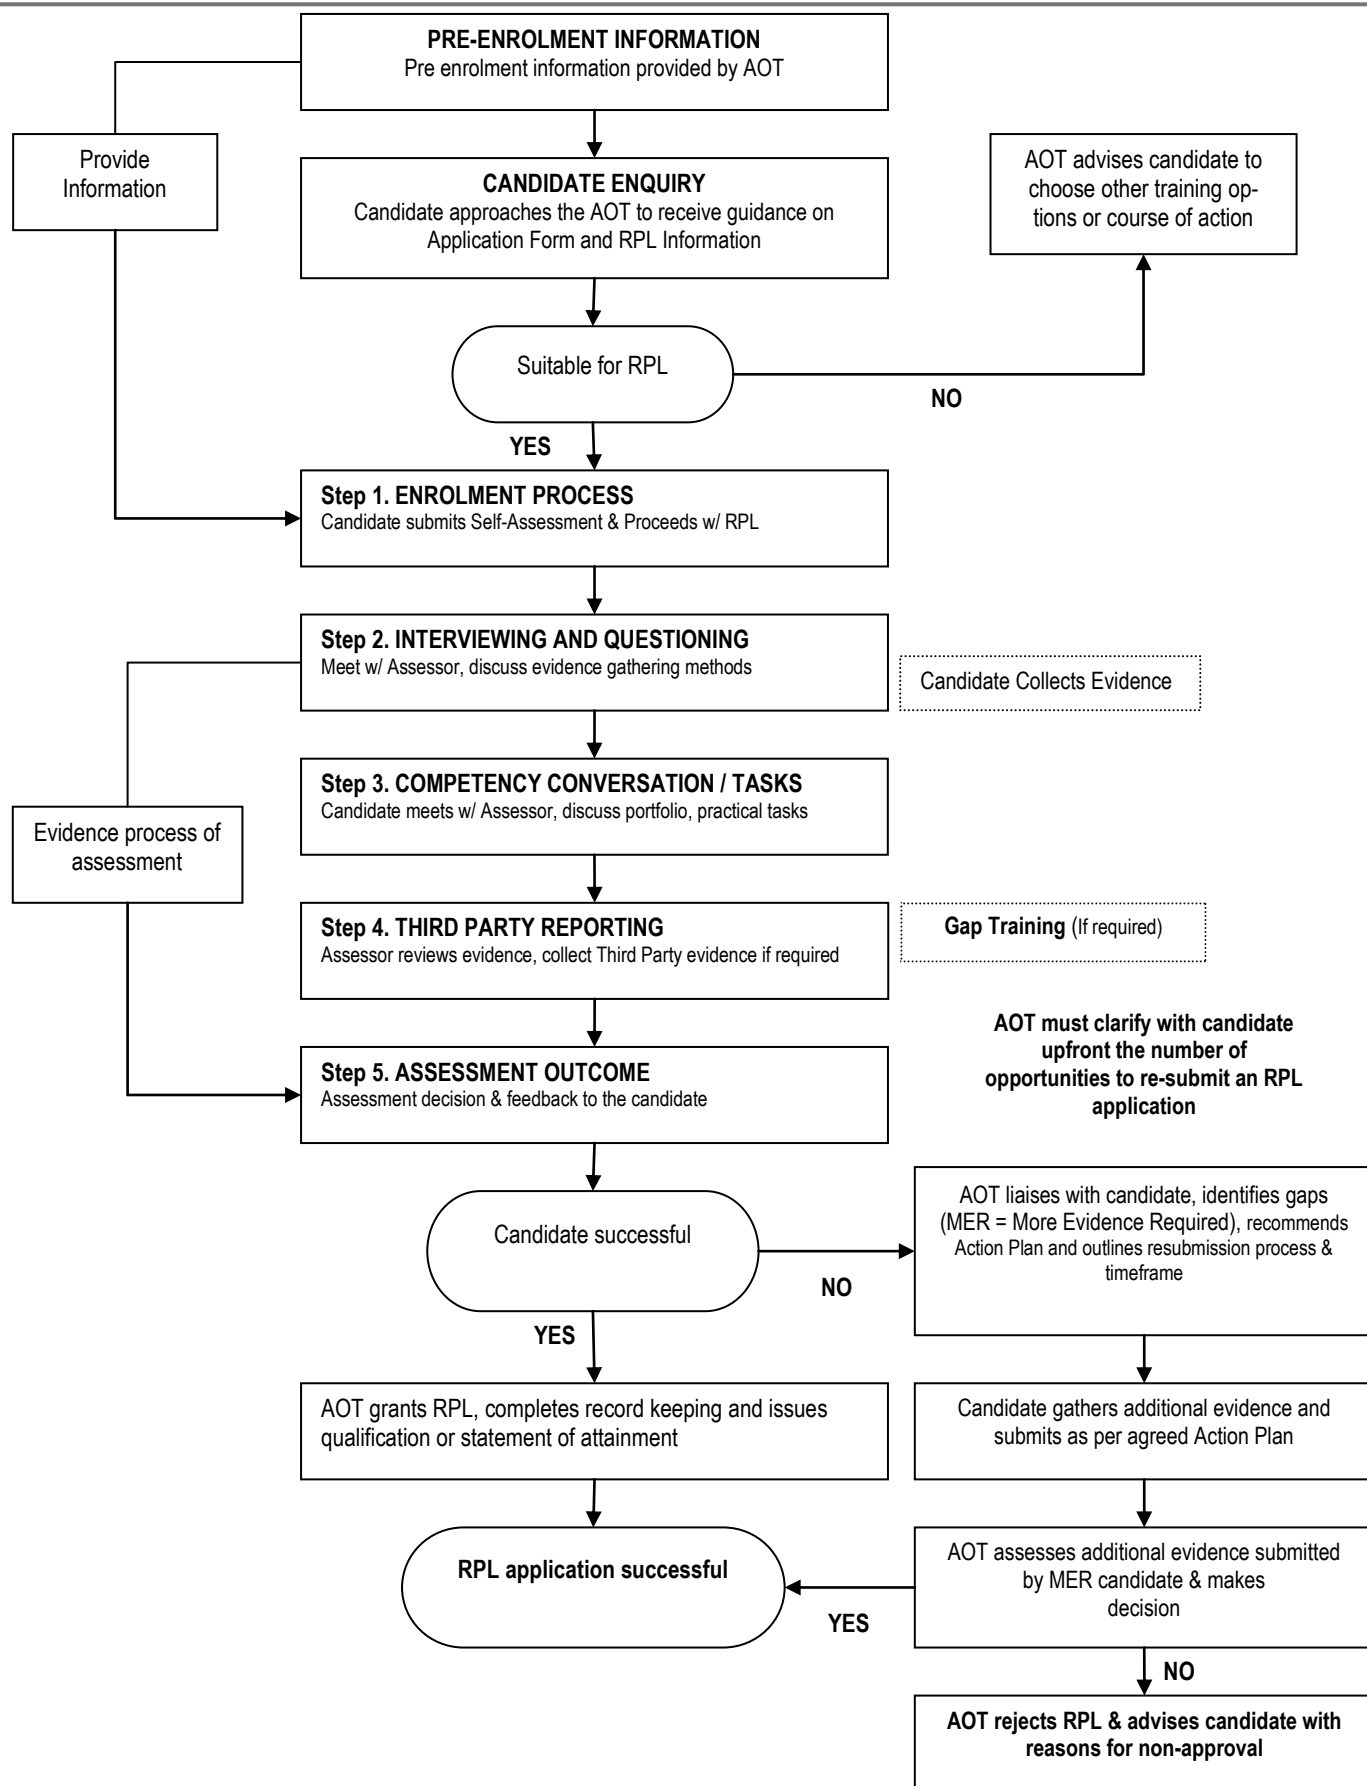 PRE-ENROLMENT INFORMATION
Pre enrolment information provided by AOT
Provide
Information
AOT advises candidate to
choose other training op-
tions or course of action
CANDIDATE ENQUIRY
Candidate approaches the AOT to receive guidance on
Application Form and RPL Information
Suitable for RPL
NO
YES
Step 1. ENROLMENT PROCESS
Candidate submits Self-Assessment & Proceeds w/ RPL
Step 2. INTERVIEWING AND QUESTIONING
Meet w/ Assessor, discuss evidence gathering methods
Candidate Collects Evidence
Step 3. COMPETENCY CONVERSATION / TASKS
Candidate meets w/ Assessor, discuss portfolio, practical tasks
Evidence process of
assessment
Step 4. THIRD PARTY REPORTING
Assessor reviews evidence, collect Third Party evidence if required
Gap Training (If required)
AOT must clarify with candidate
upfront the number of
opportunities to re-submit an RPL
application
Step 5. ASSESSMENT OUTCOME
Assessment decision & feedback to the candidate
Candidate successful
NO
YES
AOT liaises with candidate, identifies gaps
(MER = More Evidence Required), recommends
Action Plan and outlines resubmission process &
timeframe
AOT grants RPL, completes record keeping and issues
qualification or statement of attainment
Candidate gathers additional evidence and
submits as per agreed Action Plan
RPL application successful
AOT assesses additional evidence submitted
by MER candidate & makes
decision
YES
NO
AOT rejects RPL & advises candidate with
reasons for non-approval